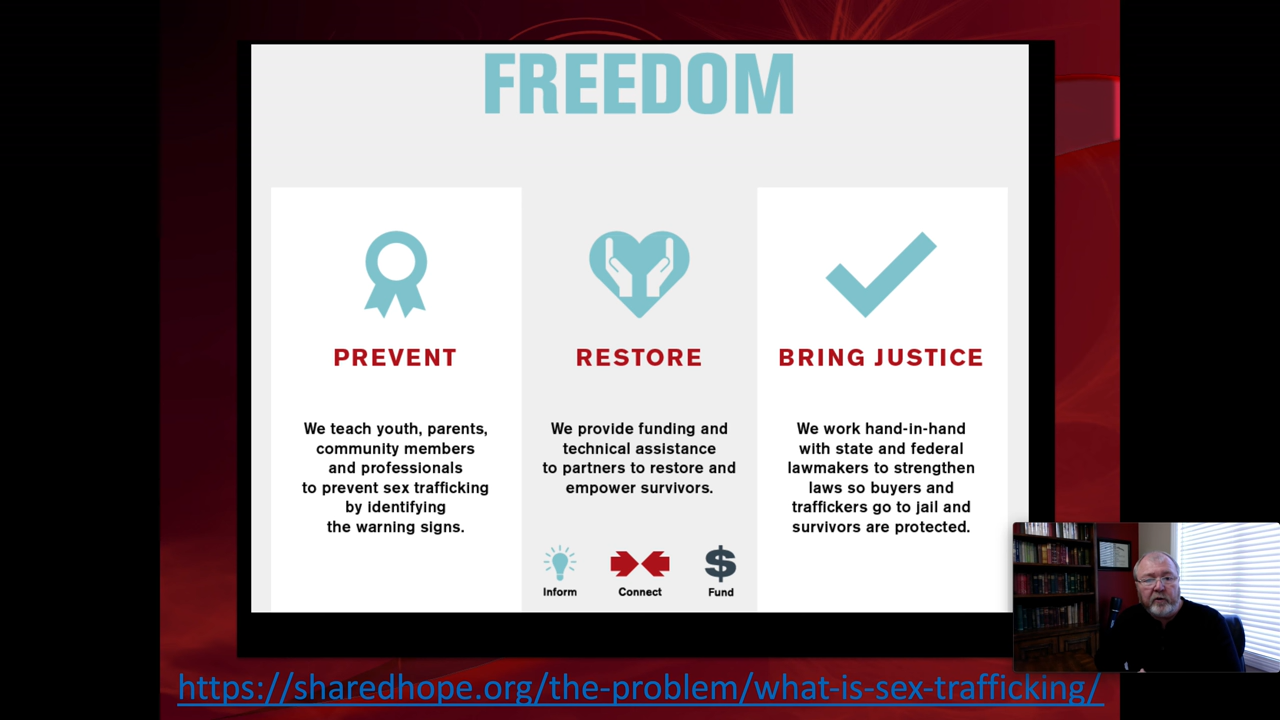 FREEDOM
PREVENT
We teach youth, parents,
community members
and professionals
to prevent sex trafficking
by identifying
the warning signs.
RESTORE
We provide funding and
technical assistance
to partners to restore and
empower survivors.
Inform
Connect
Fund
BRING JUSTICE
We work hand-in-hand
with state and federal
lawmakers to strengthen
laws so buyers and
traffickers go to jail and
survivors are protected.
https://sharedhope.org/the-problem/what-is-sex-trafficking/